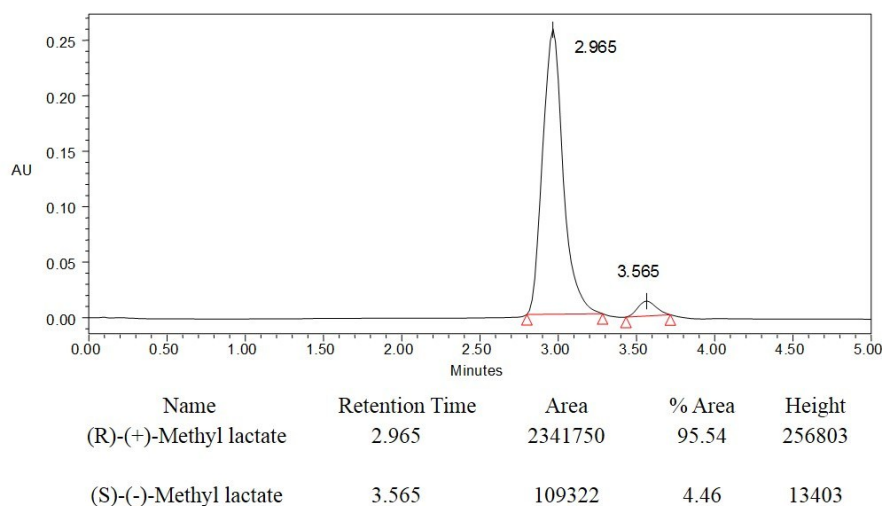 0.25
2.965
0.20
0.15
AU
0.10
0.05
3.565
0.00
0.00 0.50 1.00 1.50 2.00 2.50 3.00 3.50 4.00 4.50 5.00
Minutes
Name Retention Time Area % Area Height
(R)-(+)-Methyl lactate 2.965 2341750 95.54 256803
(S)-(-)-Methyl lactate 3.565 109322 4.46 13403